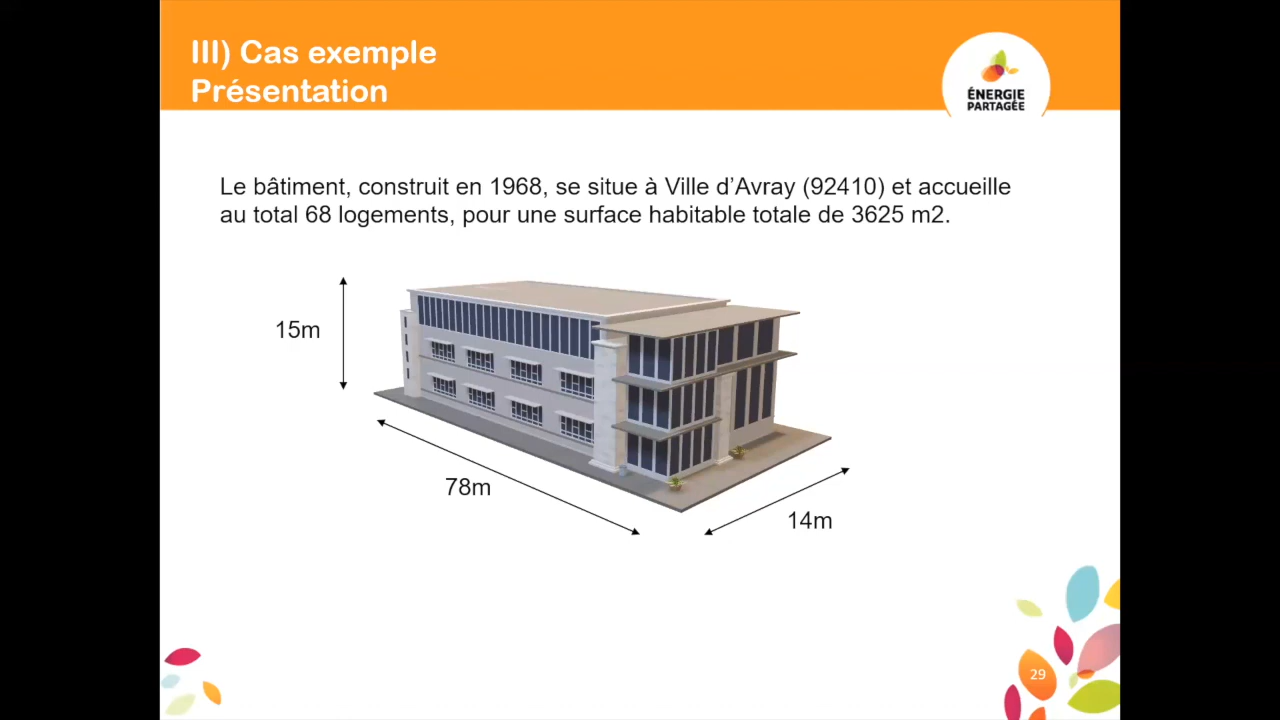 III) Cas exemple
Présentation
ÉNERGIE
PARTAGÉE
Le bâtiment, construit en 1968, se situe à Ville d’Avray (92410) et accueille
au total 68 logements, pour une surface habitable totale de 3625 m2.
15m
78m
14m
29